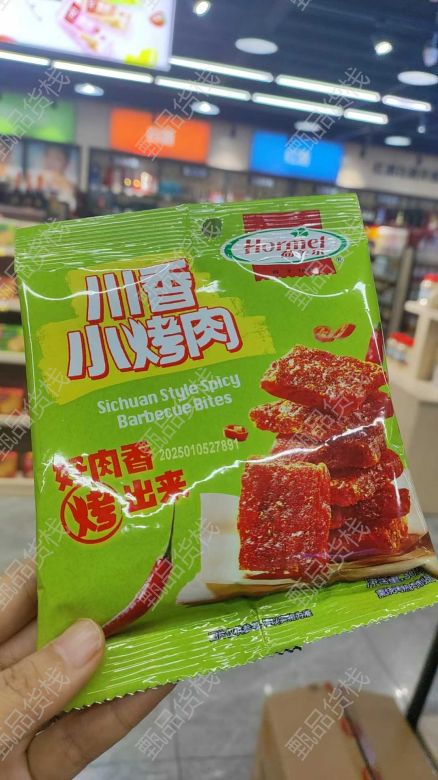 Hormel
荷美尔
®
川香
小烤肉
Sichuan Style Spicy
Barbecue Bites
好肉香
烤出来
2025010527891
甄品货栈